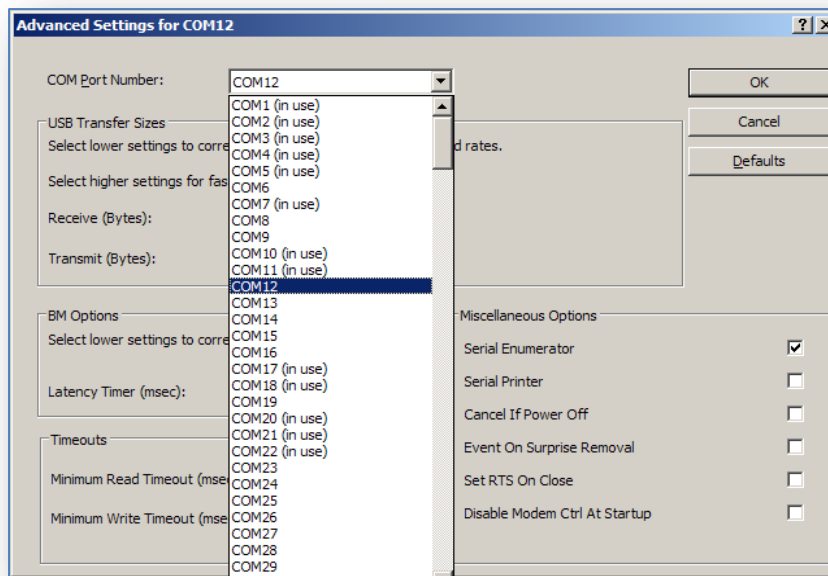 Advanced Settings for COM12
COM Port Number:
COM12
OK
Cancel
Defaults
COM1 (in use)
COM2 (in use)
COM3 (in use)
COM4 (in use)
COM5 (in use)
COM6
COM7 (in use)
COM8
COM9
COM10 (in use)
COM11 (in use)
COM12
COM13
COM14
COM15
COM16
COM17 (in use)
COM18 (in use)
COM19
COM20 (in use)
COM21 (in use)
COM22 (in use)
COM23
COM24
COM25
COM26
COM27
COM28
COM29
USB Transfer Sizes
Select lower settings to corre
d rates.
Select higher settings for fas
Receive (Bytes):
Transmit (Bytes):
BM Options
Select lower settings to corre
Latency Timer (msec):
Timeouts
Minimum Read Timeout (mse
Minimum Write Timeout (mse
Miscellaneous Options
Serial Enumerator
Serial Printer
Cancel If Power Off
Event On Surprise Removal
Set RTS On Close
Disable Modem Ctrl At Startup